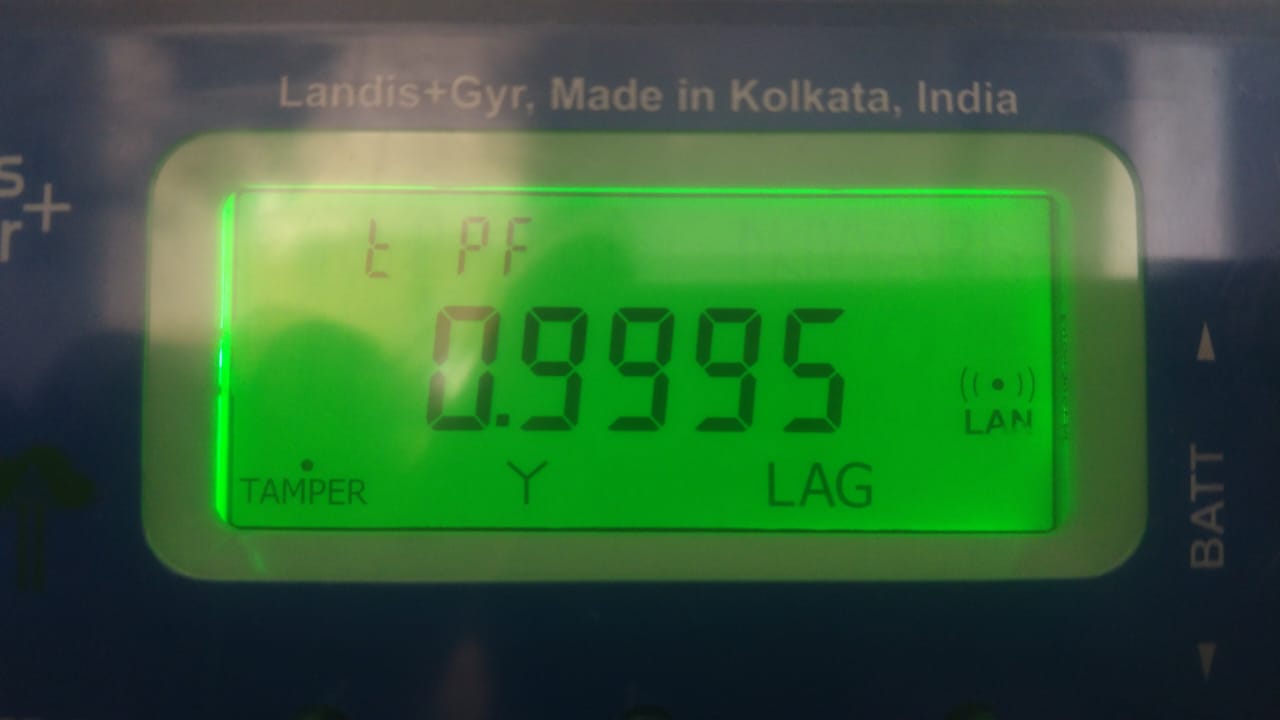 Landis+Gyr, Made in Kolkata, India
s+
r
t PF
0.9995
LAN
TAMPER Y LAG
BATT